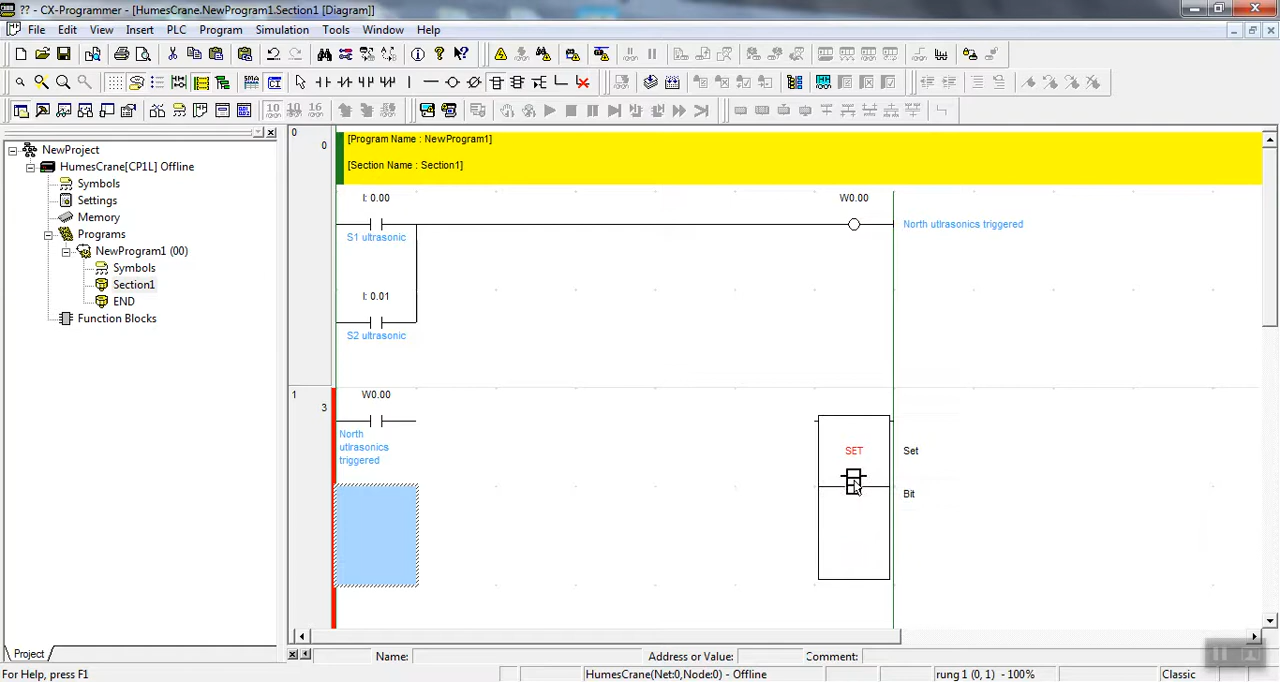 ?? - CX-Programmer - [HumesCrane.NewProgram1.Section1 [Diagram]]
File Edit View Insert PLC Program Simulation Tools Window Help
10 10 16
NewProject
HumesCrane[CP1L] Offline
Symbols
Settings
Memory
Programs
NewProgram1 (00)
Symbols
Section1
END
Function Blocks
Project
0
0
[Program Name : NewProgram1]
[Section Name : Section1]
I: 0.00
W0.00
S1 ultrasonic
North utlrasonics triggered
I: 0.01
S2 ultrasonic
1
3
W0.00
North
utlrasonics
triggered
SET
Set
Bit
Name: Address or Value: Comment:
For Help, press F1
HumesCrane(Net:0,Node:0) - Offline
rung 1 (0, 1) - 100%
Classic